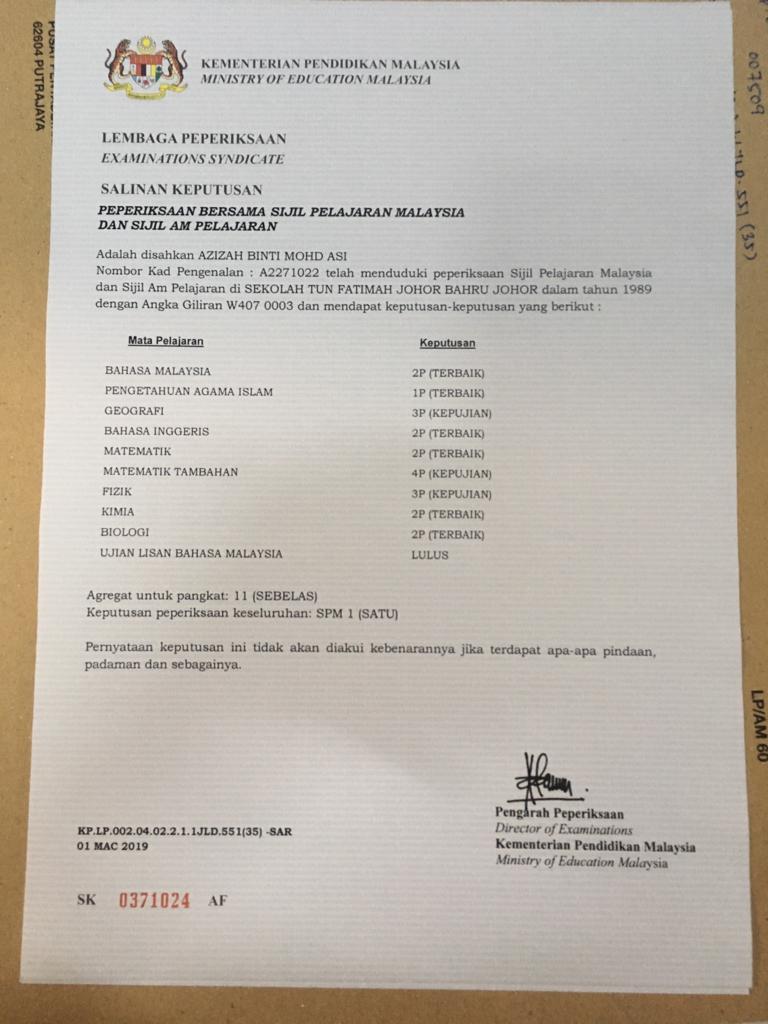 KEMENTERIAN PENDIDIKAN MALAYSIA
MINISTRY OF EDUCATION MALAYSIA
LEMBAGA PEPERIKSAAN
EXAMINATIONS SYNDICATE
SALINAN KEPUTUSAN
PEPERIKSAAN BERSAMA SIJIL PELAJARAN MALAYSIA
DAN SIJIL AM PELAJARAN
Adalah disahkan AZIZAH BINTI MOHD ASI
Nombor Kad Pengenalan : A2271022 telah menduduki peperiksaan Sijil Pelajaran Malaysia
dan Sijil Am Pelajaran di SEKOLAH TUN FATIMAH JOHOR BAHRU JOHOR dalam tahun 1989
dengan Angka Giliran W407 0003 dan mendapat keputusan-keputusan yang berikut :
Mata Pelajaran Keputusan
BAHASA MALAYSIA 2P (TERBAIK)
PENGETAHUAN AGAMA ISLAM 1P (TERBAIK)
GEOGRAFI 3P (KEPUJIAN)
BAHASA INGGERIS 2P (TERBAIK)
MATEMATIK 2P (TERBAIK)
MATEMATIK TAMBAHAN 4P (KEPUJIAN)
FIZIK 3P (KEPUJIAN)
KIMIA 2P (TERBAIK)
BIOLOGI 2P (TERBAIK)
UJIAN LISAN BAHASA MALAYSIA LULUS
Agregat untuk pangkat: 11 (SEBELAS)
Keputusan peperiksaan keseluruhan: SPM 1 (SATU)
Pernyataan keputusan ini tidak akan diakui kebenarannya jika terdapat apa-apa pindaan,
padaman dan sebagainya.
Pengarah Peperiksaan
Director of Examinations
Kementerian Pendidikan Malaysia
Ministry of Education Malaysia
KP.LP.002.04.02.2.1.1JLD.551(35) -SAR
01 MAC 2019
SK 0371024 AF
62604 PUTRAJAYA
007509
551 (35)
LP/AM 60